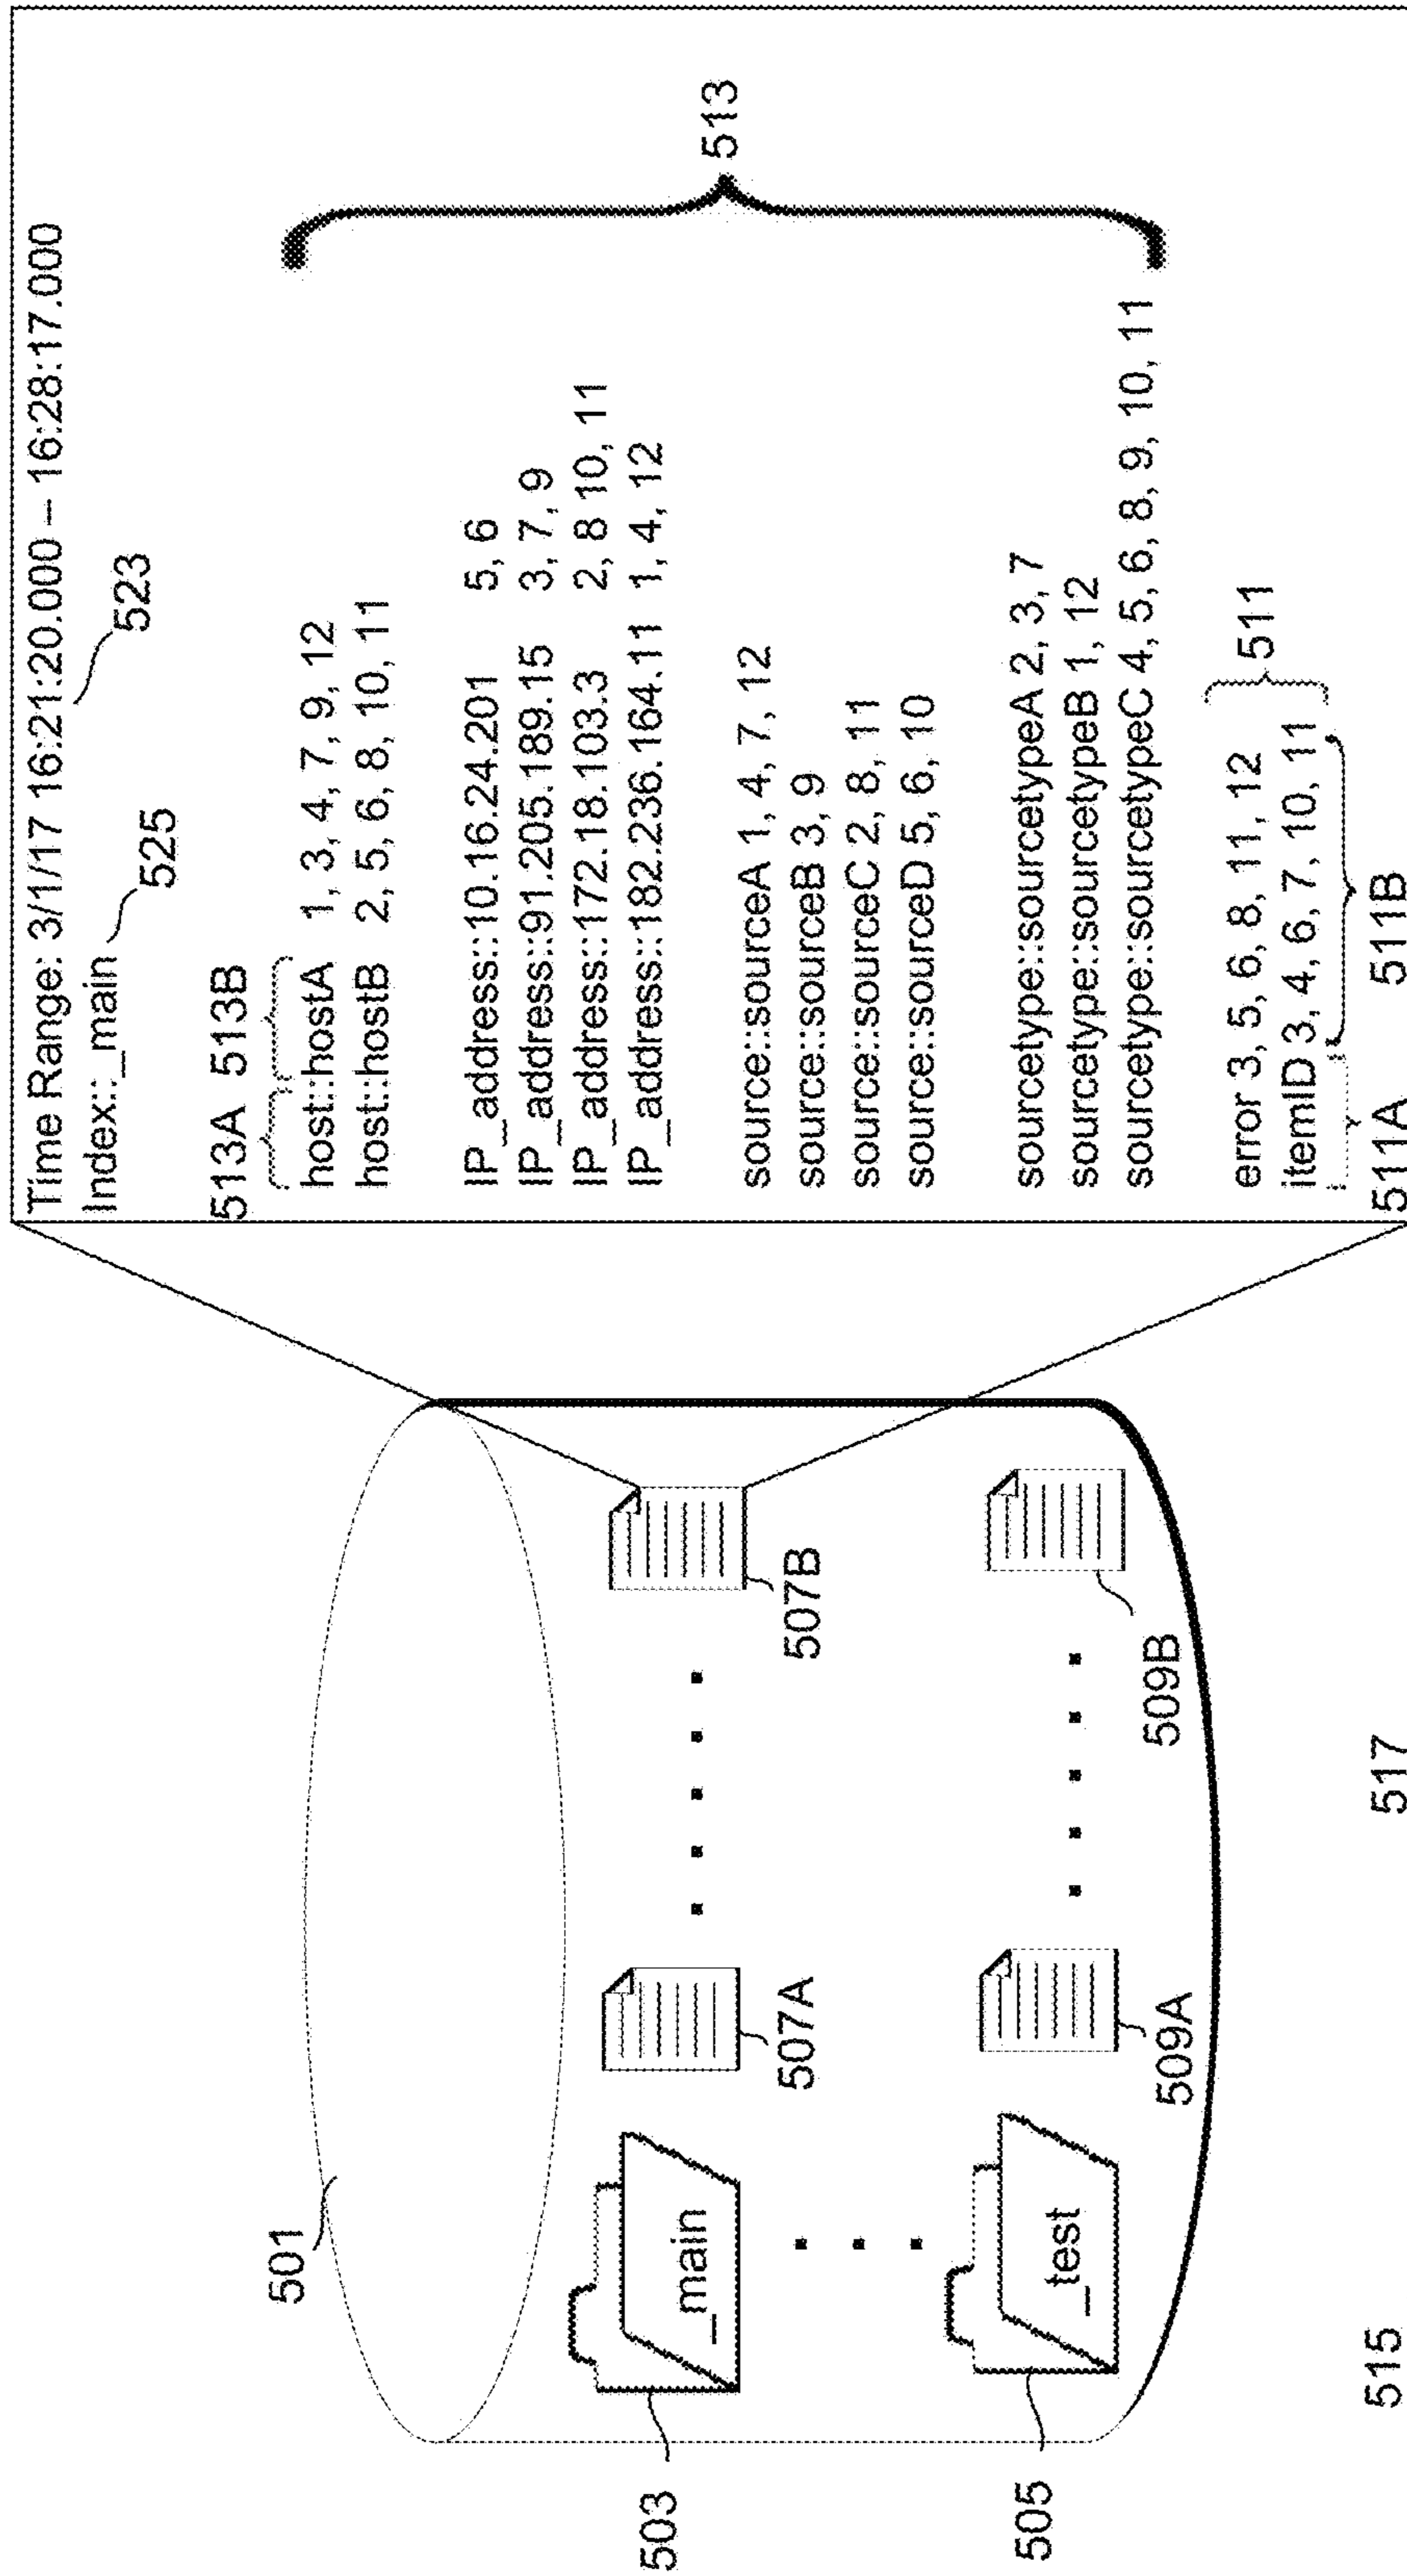 501
503
_main
507A
507B
505
_test
509A
509B
515
517
Time Range: 3/1/17 16:21:20.000 – 16:28:17.000
523
Index::_main
525
513A 513B
host::hostA 1, 3, 4, 7, 9, 12
host::hostB 2, 5, 6, 8, 10, 11
IP_address::10.16.24.201 5, 6
IP_address::91.205.189.15 3, 7, 9
IP_address::172.18.103.3 2, 8 10, 11
IP_address::182.236.164.11 1, 4, 12
513
source::sourceA 1, 4, 7, 12
source::sourceB 3, 9
source::sourceC 2, 8, 11
source::sourceD 5, 6, 10
sourcetype::sourcetypeA 2, 3, 7
sourcetype::sourcetypeB 1, 12
sourcetype::sourcetypeC 4, 5, 6, 8, 9, 10, 11
error 3, 5, 6, 8, 11, 12
itemID 3, 4, 6, 7, 10, 11
511
511A 511B